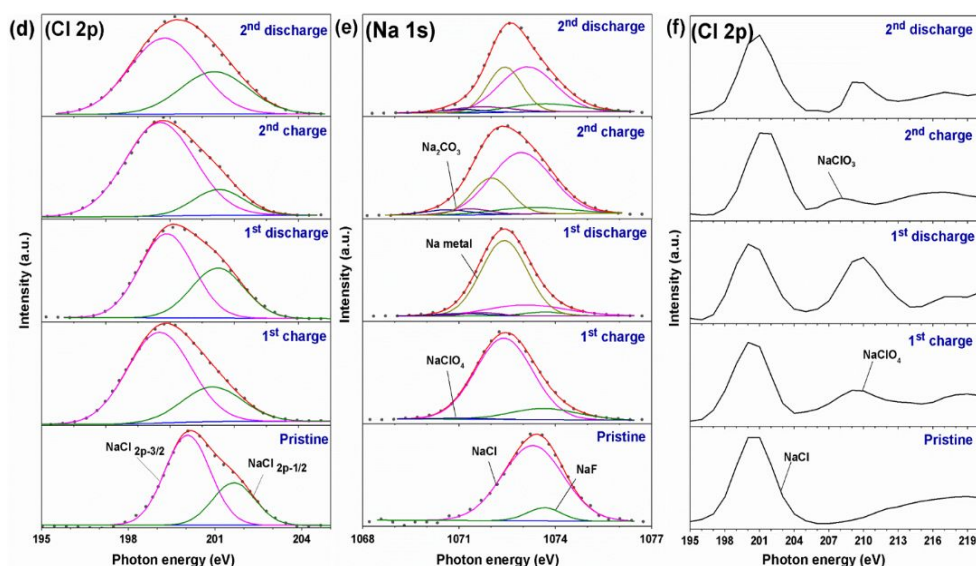 (d) (Cl 2p)
2nd discharge
2nd charge
1st discharge
1st charge
Pristine
NaCl 2p-3/2
NaCl 2p-1/2
Intensity (a.u.)
195 198 201 204
Photon energy (eV)
(e) (Na 1s)
2nd discharge
2nd charge
Na2CO3
1st discharge
Na metal
1st charge
NaClO4
Pristine
NaCl
NaF
Intensity (a.u.)
1068 1071 1074 1077
Photon energy (eV)
(f) (Cl 2p)
2nd discharge
2nd charge
NaClO3
1st discharge
1st charge
NaClO4
Pristine
NaCl
Intensity (a.u.)
195 198 201 204 207 210 213 216 219
Photon energy (eV)